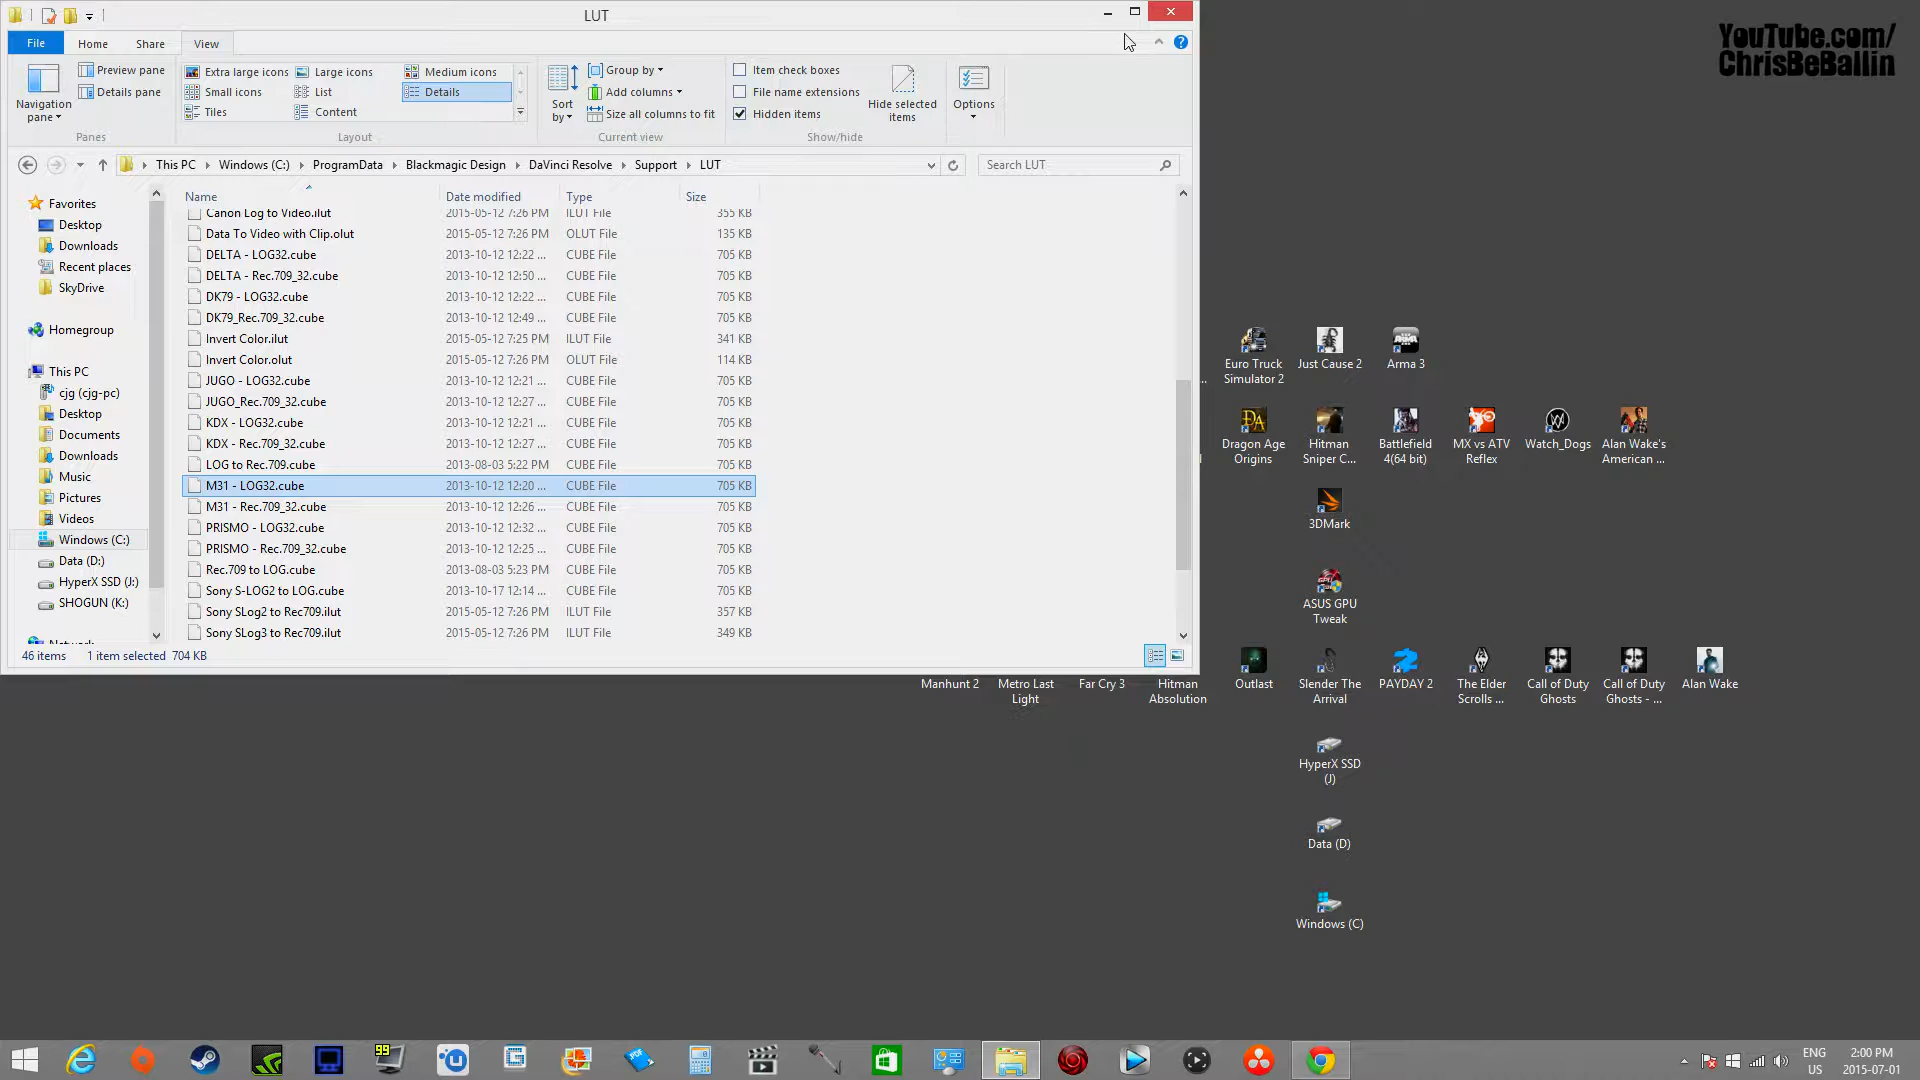 LUT
File
Home
Share
View
Navigation
pane
Preview pane
Details pane
Panes
Extra large icons
Large icons
Medium icons
Small icons
List
Details
Tiles
Content
Layout
Sort
by
Group by
Add columns
Size all columns to fit
Current view
Item check boxes
File name extensions
Hidden items
Hide selected
items
Show/hide
Options
This PC
Windows (C:)
ProgramData
Blackmagic Design
DaVinci Resolve
Support
LUT
Search LUT
Favorites
Desktop
Downloads
Recent places
SkyDrive
Homegroup
This PC
cjg (cjg-pc)
Desktop
Documents
Downloads
Music
Pictures
Videos
Windows (C:)
Data (D:)
HyperX SSD (J:)
SHOGUN (K:)
Network
Name Date modified Type Size
Canon Log to Video.ilut 2015-05-12 7:26 PM ILUT File 355 KB
Data To Video with Clip.olut 2015-05-12 7:26 PM OLUT File 135 KB
DELTA - LOG32.cube 2013-10-12 12:22 ... CUBE File 705 KB
DELTA - Rec.709_32.cube 2013-10-12 12:50 ... CUBE File 705 KB
DK79 - LOG32.cube 2013-10-12 12:22 ... CUBE File 705 KB
DK79_Rec.709_32.cube 2013-10-12 12:49 ... CUBE File 705 KB
Invert Color.ilut 2015-05-12 7:25 PM ILUT File 341 KB
Invert Color.olut 2015-05-12 7:26 PM OLUT File 114 KB
JUGO - LOG32.cube 2013-10-12 12:21 ... CUBE File 705 KB
JUGO_Rec.709_32.cube 2013-10-12 12:27 ... CUBE File 705 KB
KDX - LOG32.cube 2013-10-12 12:21 ... CUBE File 705 KB
KDX - Rec.709_32.cube 2013-10-12 12:27 ... CUBE File 705 KB
LOG to Rec.709.cube 2013-08-03 5:22 PM CUBE File 705 KB
M31 - LOG32.cube 2013-10-12 12:20 ... CUBE File 705 KB
M31 - Rec.709_32.cube 2013-10-12 12:26 ... CUBE File 705 KB
PRISMO - LOG32.cube 2013-10-12 12:32 ... CUBE File 705 KB
PRISMO - Rec.709_32.cube 2013-10-12 12:25 ... CUBE File 705 KB
Rec.709 to LOG.cube 2013-08-03 5:23 PM CUBE File 705 KB
Sony S-LOG2 to LOG.cube 2013-10-17 12:14 ... CUBE File 705 KB
Sony SLog2 to Rec709.ilut 2015-05-12 7:26 PM ILUT File 357 KB
Sony SLog3 to Rec709.ilut 2015-05-12 7:26 PM ILUT File 349 KB
46 items 1 item selected 704 KB
YouTube.com/
ChrisBeBallin
Euro Truck
Simulator 2
Just Cause 2
Arma 3
Dragon Age
Origins
Hitman
Sniper C...
Battlefield
4(64 bit)
MX vs ATV
Reflex
Watch_Dogs
Alan Wake's
American ...
3DMark
ASUS GPU
Tweak
Manhunt 2
Metro Last
Light
Far Cry 3
Hitman
Absolution
Outlast
Slender The
Arrival
PAYDAY 2
The Elder
Scrolls ...
Call of Duty
Ghosts
Call of Duty
Ghosts - ...
Alan Wake
HyperX SSD
(J)
Data (D)
Windows (C)
99
ENG
US
2:00 PM
2015-07-01